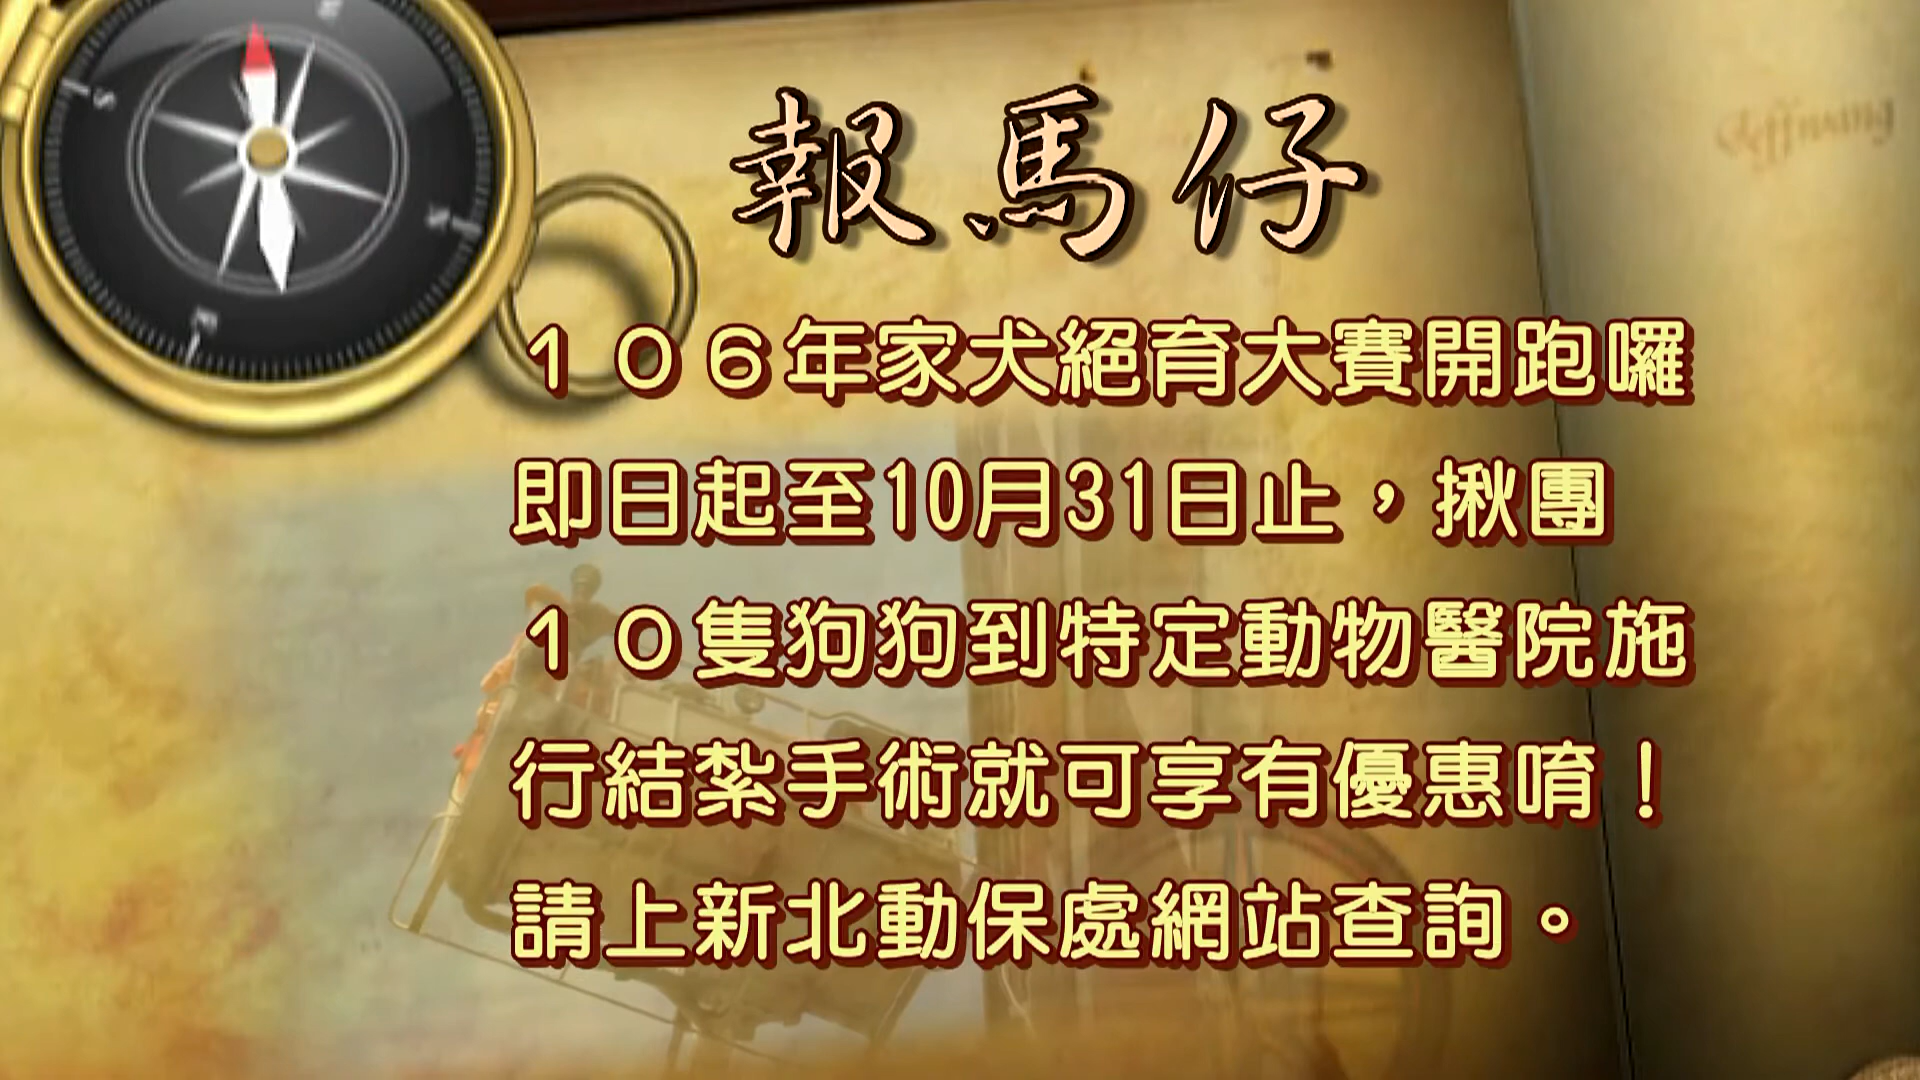 報馬仔
１０６年家犬絕育大賽開跑囉
即日起至10月31日止，揪團
１０隻狗狗到特定動物醫院施
行結紮手術就可享有優惠唷！
請上新北動保處網站查詢。